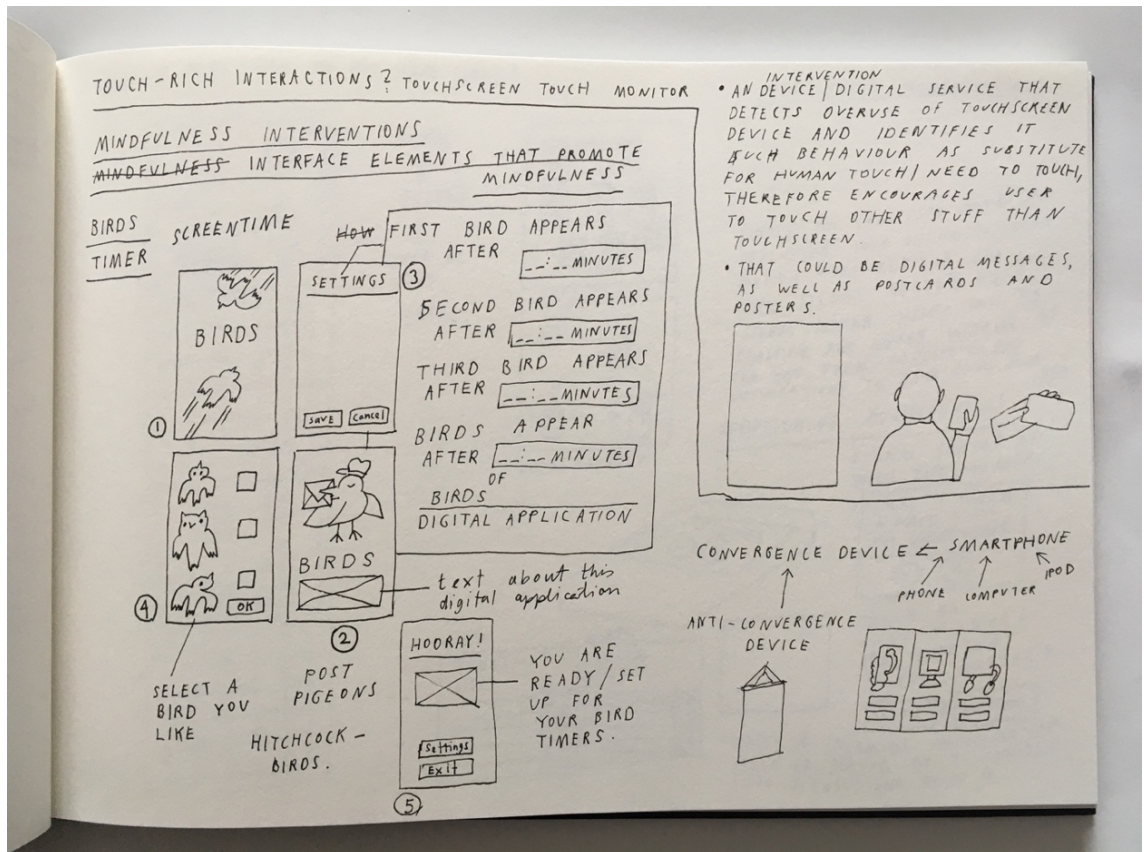 TOUCH-RICH INTERACTIONS? TOUCHSCREEN TOUCH MONITOR
MINDFULNESS INTERVENTIONS
MINDFULNESS INTERFACE ELEMENTS THAT PROMOTE
MINDFULNESS
BIRDS
TIMER
SCREENTIME
BIRDS
①
HOW
SETTINGS
③
SAVE
Cancel
FIRST BIRD APPEARS
AFTER
__:__ MINUTES
SECOND BIRD APPEARS
AFTER __:__ MINUTES
THIRD BIRD APPEARS
AFTER __:__ MINUTES
BIRDS APPEAR
AFTER __:__ MINUTES
OF
BIRDS
DIGITAL APPLICATION
④
OK
SELECT A
BIRD YOU
LIKE
BIRDS
text about this
digital application
②
POST
PIGEONS
HITCHCOCK-
BIRDS.
HOORAY!
Settings
Exit
⑤
YOU ARE
READY/SET
UP FOR
YOUR BIRD
TIMERS.
INTERVENTION
• AN DEVICE/DIGITAL SERVICE THAT
DETECTS OVERUSE OF TOUCHSCREEN
DEVICE AND IDENTIFIES IT
SUCH BEHAVIOUR AS SUBSTITUTE
FOR HUMAN TOUCH/NEED TO TOUCH,
THEREFORE ENCOURAGES USER
TO TOUCH OTHER STUFF THAN
TOUCHSCREEN.
• THAT COULD BE DIGITAL MESSAGES,
AS WELL AS POSTCARDS AND
POSTERS.
CONVERGENCE DEVICE ← SMARTPHONE
PHONE COMPUTER IPOD
ANTI-CONVERGENCE
DEVICE